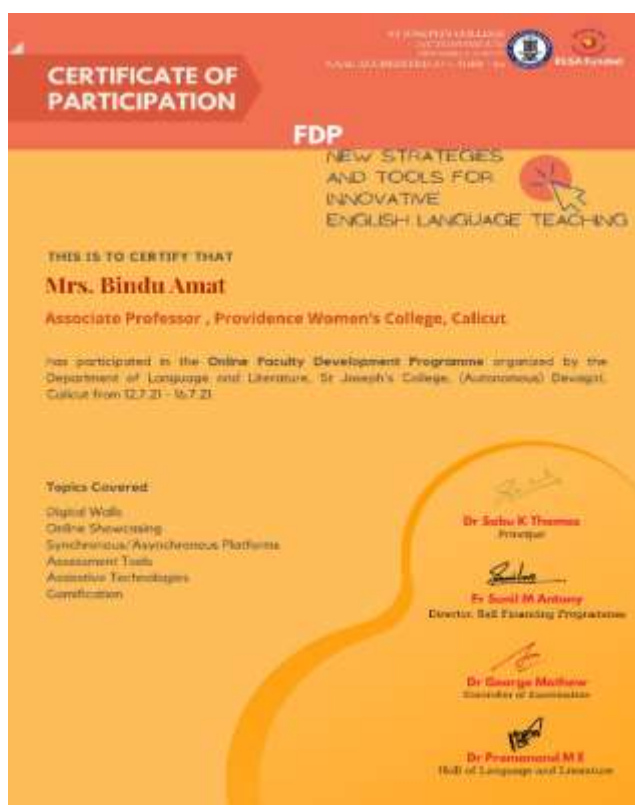 ST JOSEPH'S COLLEGE
AUTONOMOUS
CERTIFICATE OF
PARTICIPATION
FDP
NEW STRATEGIES
AND TOOLS FOR
INNOVATIVE
ENGLISH LANGUAGE TEACHING
THIS IS TO CERTIFY THAT
Mrs. Bindu Amat
Associate Professor , Providence Women's College, Calicut
has participated in the Online Faculty Development Programme organized by the
Department of Language and Literature, St Joseph's College, (Autonomous) Devagiri,
Calicut from 12.7.21 - 16.7.21
Topics Covered
Digital Walls
Online Showcasing
Synchronous/Asynchronous Platforms
Assessment Tools
Assistive Technologies
Gamification
Dr Sabu K Thomas
Principal
Fr Sunil M Antony
Director, Self Financing Programmes
Dr George Mathew
Controller of Examination
Dr Premanand M E
HoD of Language and Literature